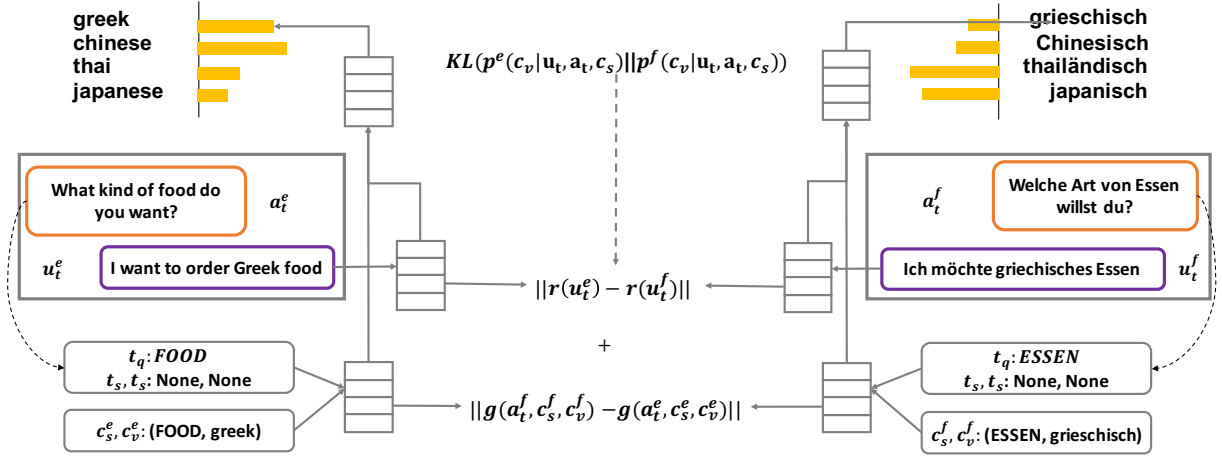 greek
chinese
thai
japanese
KL(p^e(c_v|u_t, a_t, c_s)||p^f(c_v|u_t, a_t, c_s))
grieschisch
Chinesisch
thailändisch
japanisch
What kind of food do
you want?
a_t^e
u_t^e
I want to order Greek food
a_t^f
Welche Art von Essen
willst du?
Ich möchte griechisches Essen
u_t^f
||r(u_t^e) − r(u_t^f)||
+
t_q: FOOD
t_s, t_s: None, None
c_s^e, c_v^e: (FOOD, greek)
||g(a_t^f, c_s^f, c_v^f) − g(a_t^e, c_s^e, c_v^e)||
t_q: ESSEN
t_s, t_s: None, None
c_s^f, c_v^f: (ESSEN, grieschisch)